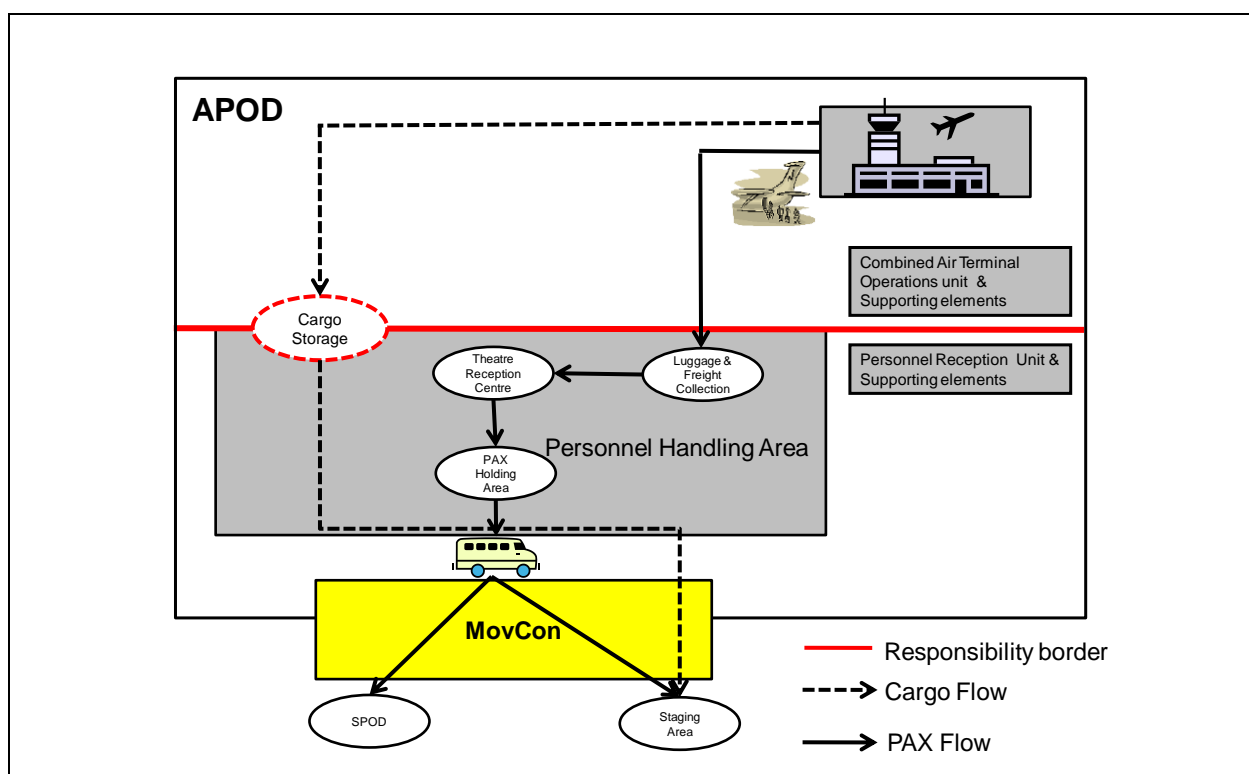 APOD
Combined Air Terminal
Operations unit &
Supporting elements
Cargo
Storage
Personnel Reception Unit &
Supporting elements
Theatre
Reception
Centre
Luggage &
Freight
Collection
Personnel Handling Area
PAX
Holding
Area
MovCon
Responsibility border
Cargo Flow
SPOD
Staging
Area
PAX Flow